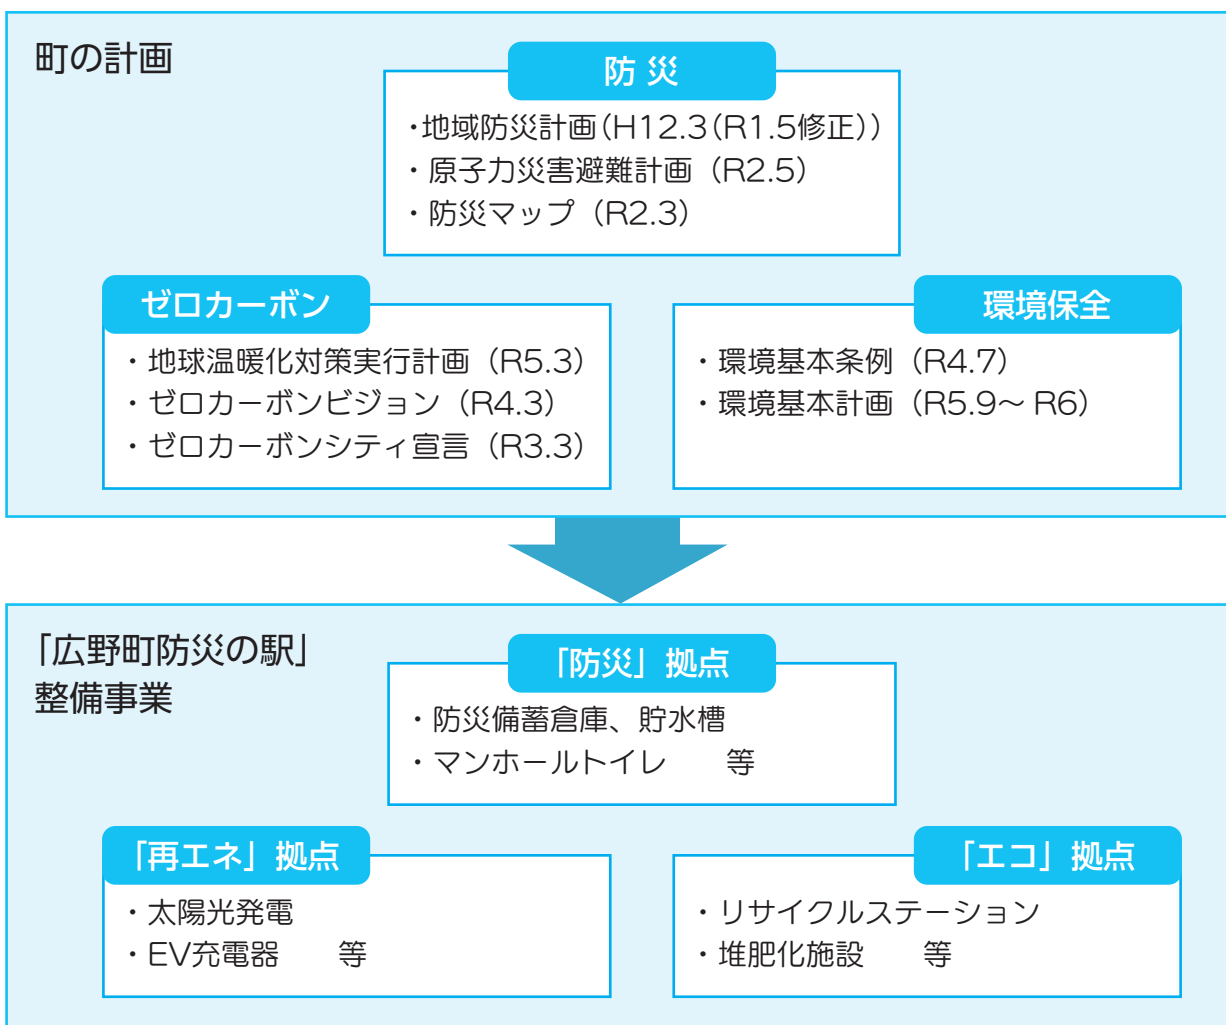 町の計画
防 災
・地域防災計画（H12.3（R1.5修正））
・原子力災害避難計画（R2.5）
・防災マップ（R2.3）
ゼロカーボン
・地球温暖化対策実行計画（R5.3）
・ゼロカーボンビジョン（R4.3）
・ゼロカーボンシティ宣言（R3.3）
環境保全
・環境基本条例（R4.7）
・環境基本計画（R5.9〜 R6）
「広野町防災の駅」
整備事業
「防災」拠点
・防災備蓄倉庫、貯水槽
・マンホールトイレ　　等
「再エネ」拠点
・太陽光発電
・EV充電器　　等
「エコ」拠点
・リサイクルステーション
・堆肥化施設　　等